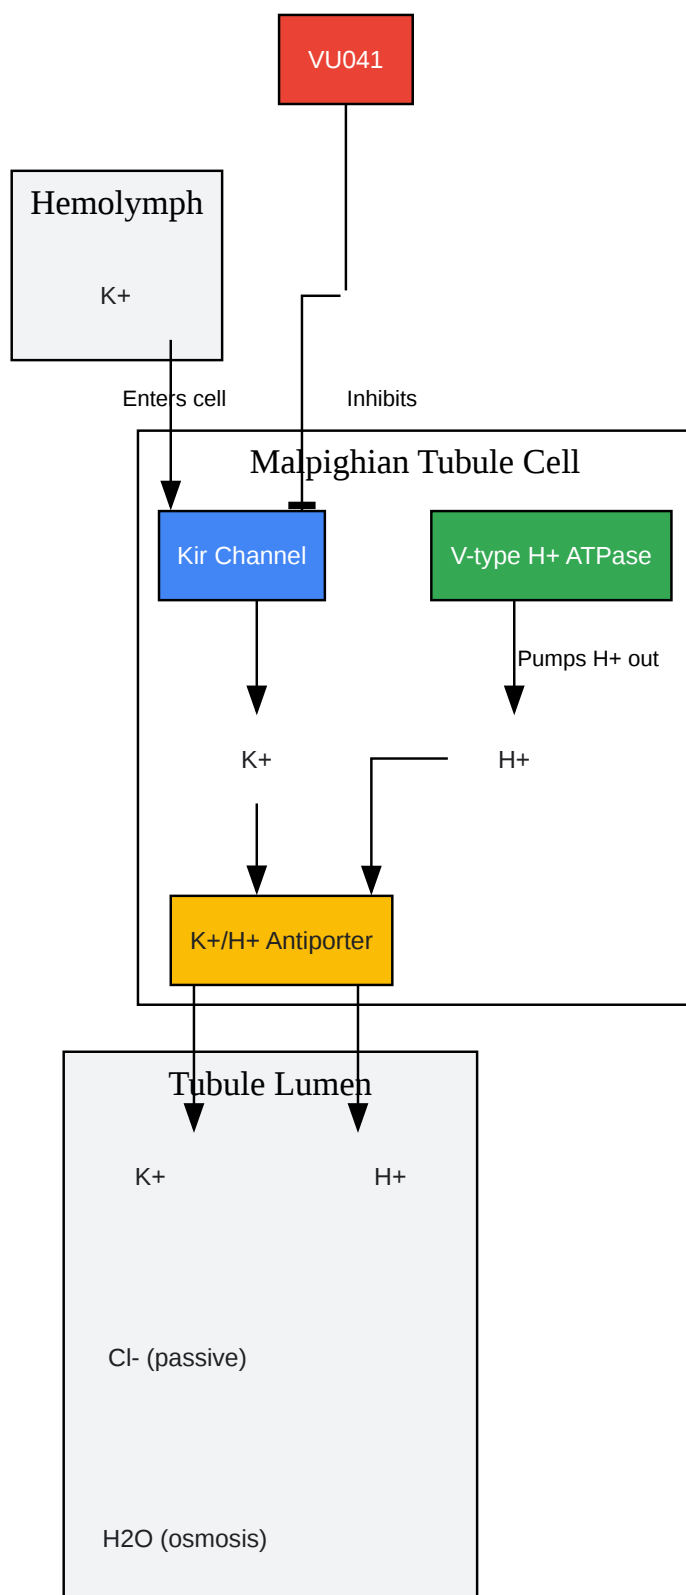 VU041
Hemolymph
K+
Enters cell
Inhibits
Malpighian Tubule Cell
Kir Channel
V-type H+ ATPase
Pumps H+ out
K+
H+
K+/H+ Antiporter
Tubule Lumen
K+
H+
Cl- (passive)
H2O (osmosis)